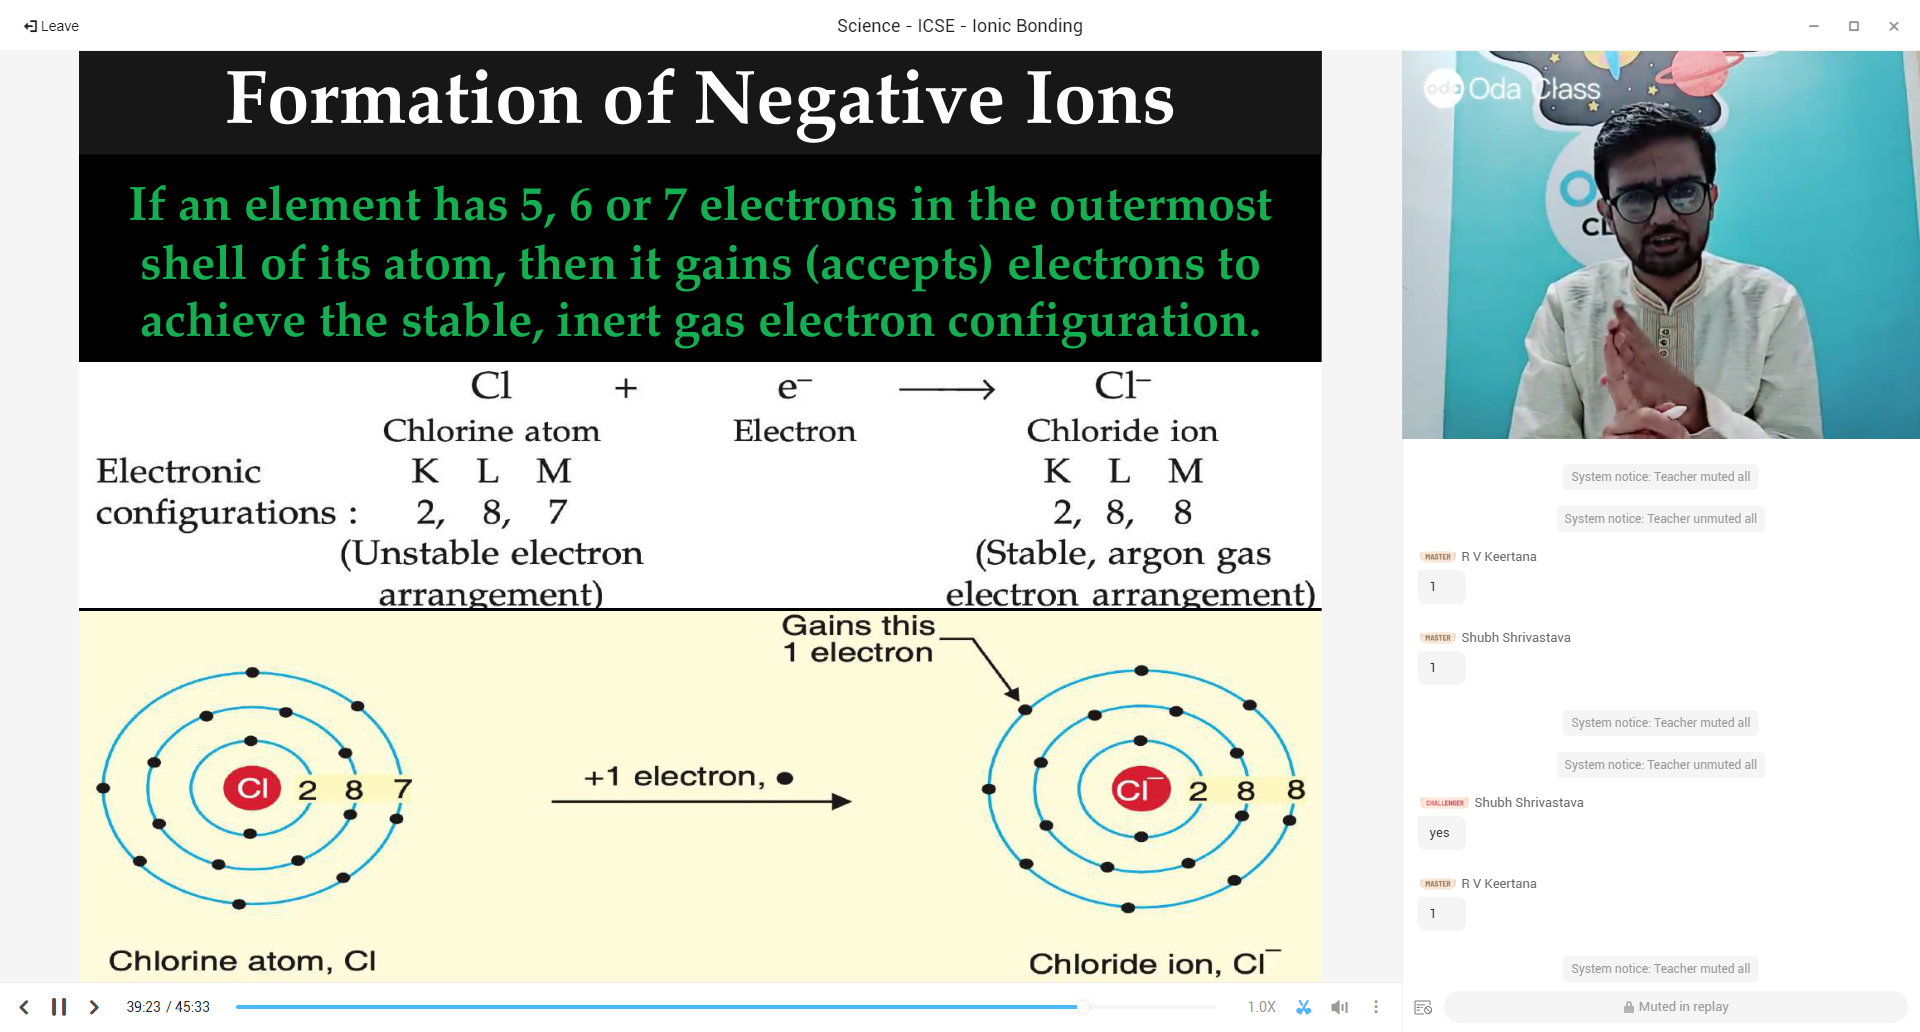 Leave
Science - ICSE - Ionic Bonding
Formation of Negative Ions
If an element has 5, 6 or 7 electrons in the outermost
shell of its atom, then it gains (accepts) electrons to
achieve the stable, inert gas electron configuration.
Cl + e⁻ ⟶ Cl⁻
Chlorine atom Electron Chloride ion
Electronic K L M K L M
configurations : 2, 8, 7 2, 8, 8
(Unstable electron (Stable, argon gas
arrangement) electron arrangement)
Gains this
1 electron
Cl 2 8 7
+1 electron, ●
Cl⁻ 2 8 8
Chlorine atom, Cl
Chloride ion, Cl⁻
39:23 / 45:33
1.0X
oda Oda Class
System notice: Teacher muted all
System notice: Teacher unmuted all
MASTER R V Keertana
1
MASTER Shubh Shrivastava
1
System notice: Teacher muted all
System notice: Teacher unmuted all
CHALLENGER Shubh Shrivastava
yes
MASTER R V Keertana
1
System notice: Teacher muted all
Muted in replay